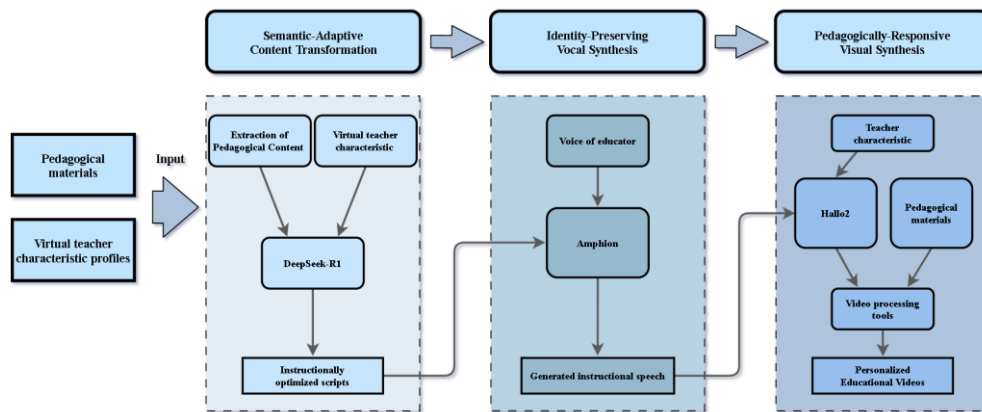 Semantic-Adaptive
Content Transformation
Identity-Preserving
Vocal Synthesis
Pedagogically-Responsive
Visual Synthesis
Pedagogical
materials
Virtual teacher
characteristic profiles
Input
Extraction of
Pedagogical Content
Virtual teacher
characteristic
DeepSeek-R1
Instructionally
optimized scripts
Voice of educator
Amphion
Generated instructional speech
Teacher
characteristic
Hallo2
Pedagogical
materials
Video processing
tools
Personalized
Educational Videos